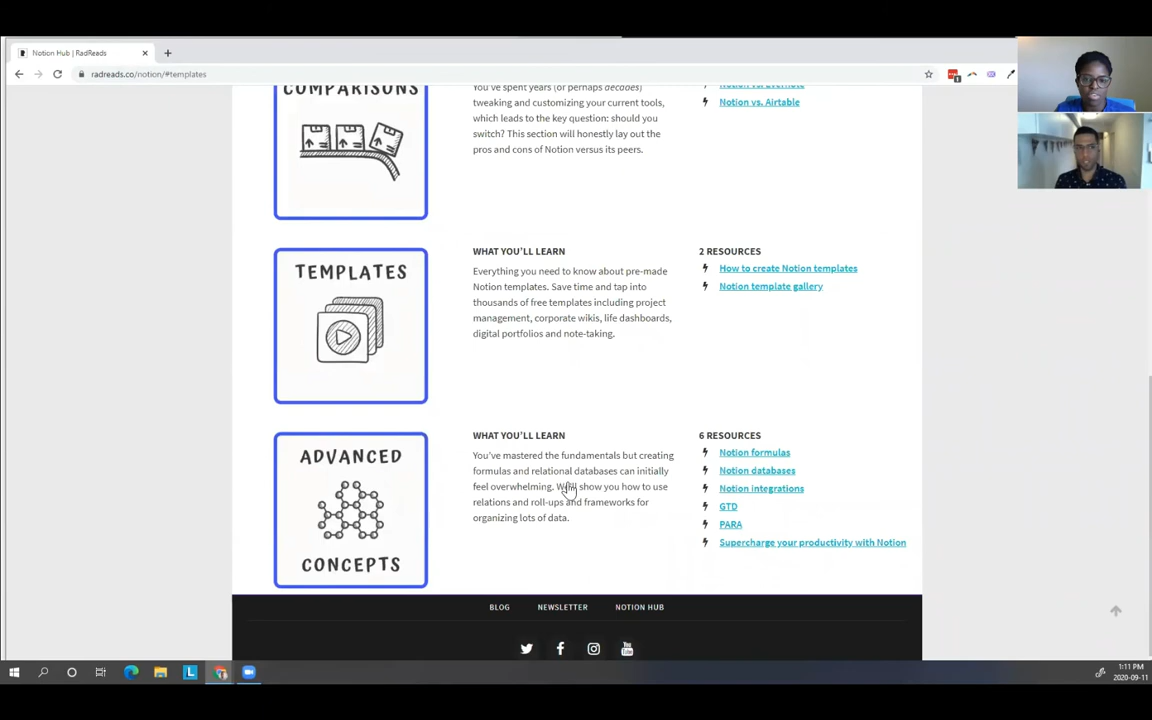 Notion Hub | RadReads
radreads.co/notion/#templates
COMPARISONS
You've spent years (or perhaps decades)
tweaking and customizing your current tools,
which leads to the key question: should you
switch? This section will honestly lay out the
pros and cons of Notion versus its peers.
Notion vs. Evernote
Notion vs. Airtable
TEMPLATES
WHAT YOU'LL LEARN
Everything you need to know about pre-made
Notion templates. Save time and tap into
thousands of free templates including project
management, corporate wikis, life dashboards,
digital portfolios and note-taking.
2 RESOURCES
How to create Notion templates
Notion template gallery
ADVANCED
CONCEPTS
WHAT YOU'LL LEARN
You've mastered the fundamentals but creating
formulas and relational databases can initially
feel overwhelming. We'll show you how to use
relations and roll-ups and frameworks for
organizing lots of data.
6 RESOURCES
Notion formulas
Notion databases
Notion integrations
GTD
PARA
Supercharge your productivity with Notion
BLOG NEWSLETTER NOTION HUB
You
Tube
L
1:11 PM
2020-09-11